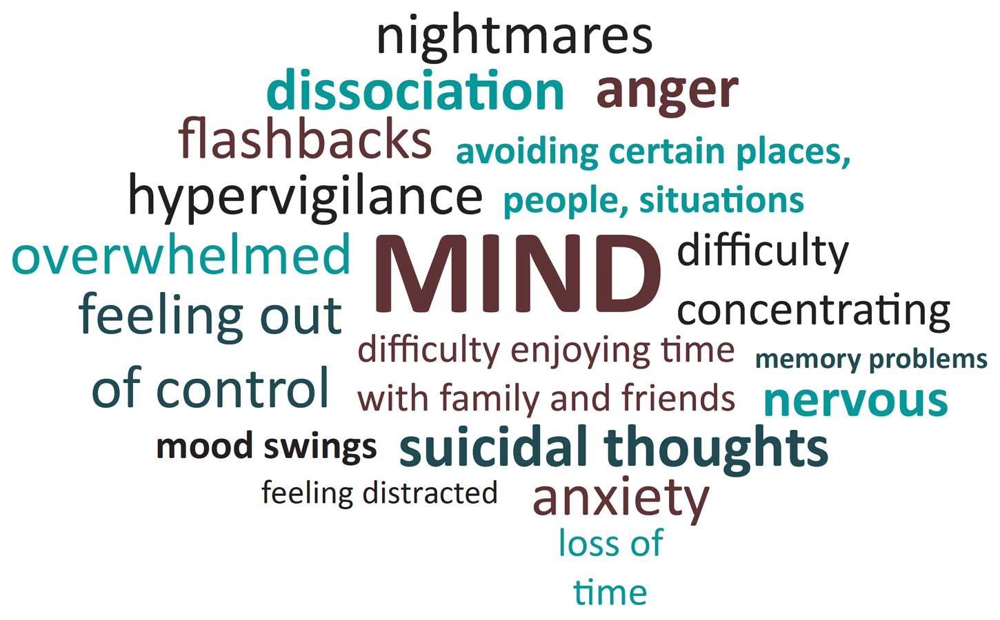 nightmares
dissociation anger
flashbacks avoiding certain places,
hypervigilance people, situations
overwhelmed MIND difficulty
feeling out concentrating
difficulty enjoying time memory problems
of control with family and friends nervous
mood swings suicidal thoughts
feeling distracted anxiety
loss of
time